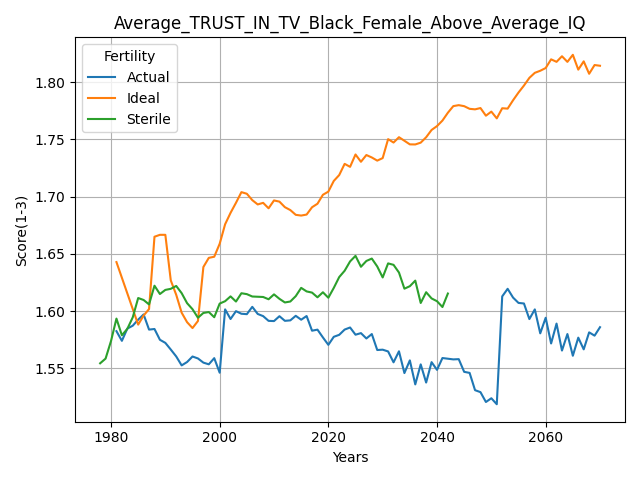 Average_TRUST_IN_TV_Black_Female_Above_Average_IQ
Fertility
Actual
Ideal
Sterile
Score(1-3)
1.80
1.75
1.70
1.65
1.60
1.55
1980
2000
2020
2040
2060
Years